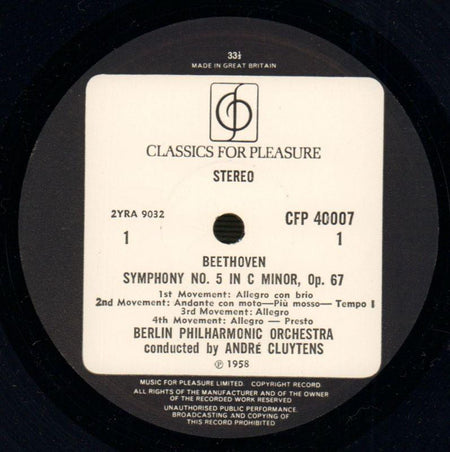 33⅓
MADE IN GREAT BRITAIN
CLASSICS FOR PLEASURE
STEREO
2YRA 9032
CFP 40007
1
1
BEETHOVEN
SYMPHONY NO. 5 IN C MINOR, Op. 67
1st Movement: Allegro con brio
2nd Movement: Andante con moto—Più mosso— Tempo I
3rd Movement: Allegro
4th Movement: Allegro — Presto
BERLIN PHILHARMONIC ORCHESTRA
conducted by ANDRÉ CLUYTENS
℗ 1958
MUSIC FOR PLEASURE LIMITED. COPYRIGHT RECORD
ALL RIGHTS OF THE MANUFACTURER AND OF THE OWNER
OF THE RECORDED WORK RESERVED
UNAUTHORISED PUBLIC PERFORMANCE.
BROADCASTING AND COPYING OF
THIS RECORD PROHIBITED